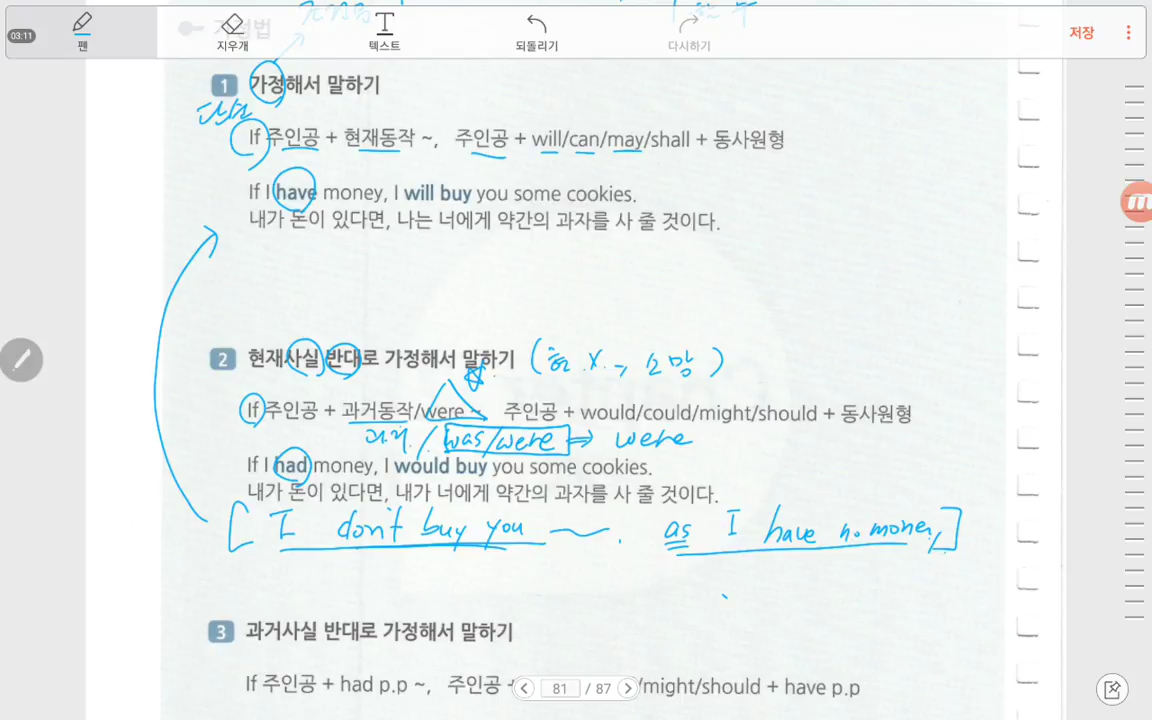 03:11
펜
지우개
텍스트
되돌리기
다시하기
저장
1 가정해서 말하기
If 주인공 + 현재동작 ~, 주인공 + will/can/may/shall + 동사원형
If I have money, I will buy you some cookies.
내가 돈이 있다면, 나는 너에게 약간의 과자를 사 줄 것이다.
2 현재사실 반대로 가정해서 말하기
If 주인공 + 과거동작/were ~ 주인공 + would/could/might/should + 동사원형
was/were ⇒ were
If I had money, I would buy you some cookies.
내가 돈이 있다면, 내가 너에게 약간의 과자를 사 줄 것이다.
[ I don't buy you ~. as I have no money, ]
3 과거사실 반대로 가정해서 말하기
If 주인공 + had p.p ~, 주인공 /might/should + have p.p
81 / 87